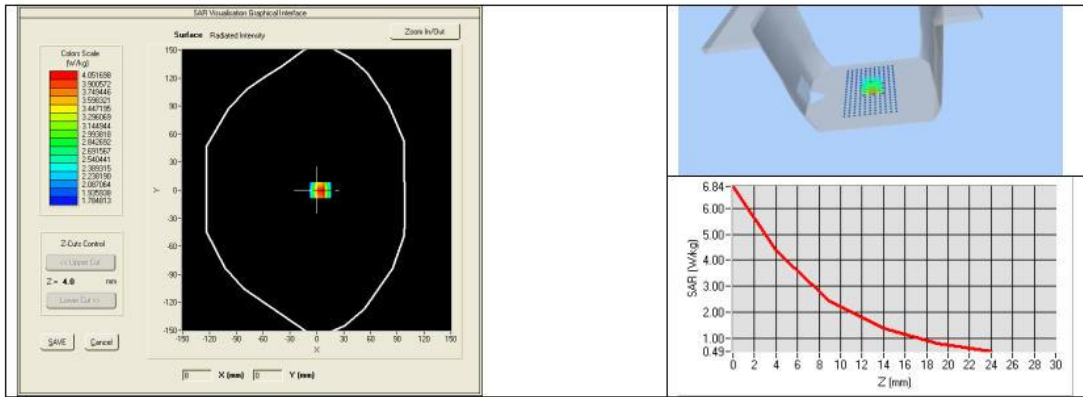 SAR Visualisation Graphical Interface
Surface Radiated Intensity
Zoom In/Out
Colors Scale
(W/kg)
4.051698
3.900572
3.749446
3.598321
3.447195
3.296069
3.144944
2.993818
2.842692
2.691567
2.540441
2.389315
2.238190
2.087064
1.935938
1.784813
Z-Cuts Control
<< Upper Cut
Z = 4.0 mm
Lower Cut >>
SAVE Cancel
150
120
90
60
30
0
-30
-60
-90
-120
-150
Y
-150 -120 -90 -60 -30 0 30 60 90 120 150
X
X (mm) 0 Y (mm)
6.84
6.00
5.00
4.00
3.00
2.00
1.00
0.49
SAR (W/kg)
0 2 4 6 8 10 12 14 16 18 20 22 24 26 28 30
Z (mm)